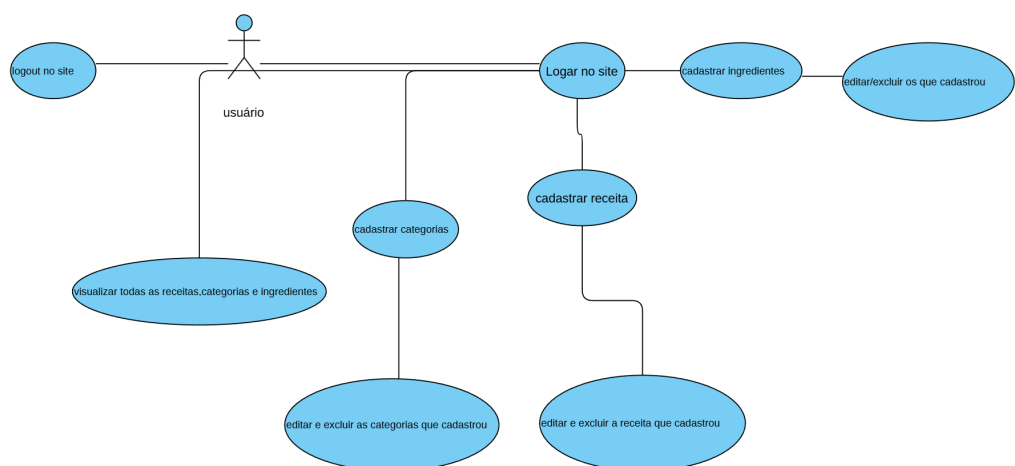 logout no site
Logar no site
cadastrar ingredientes
editar/excluir os que cadastrou
usuário
cadastrar receita
cadastrar categorias
visualizar todas as receitas,categorias e ingredientes
editar e excluir as categorias que cadastrou
editar e excluir a receita que cadastrou